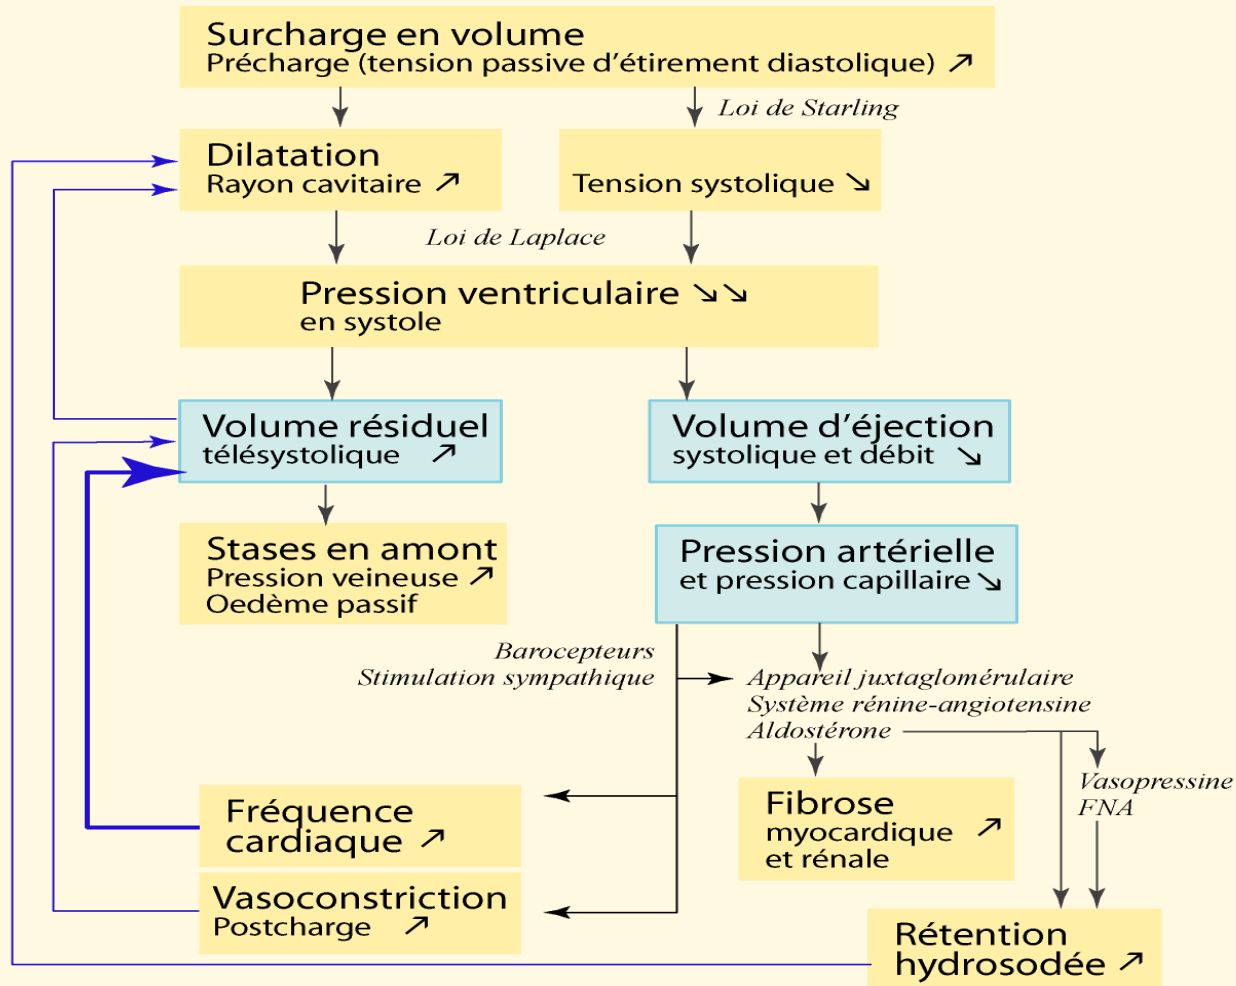 Surcharge en volume
Précharge (tension passive d’étirement diastolique) ↗
Loi de Starling
Dilatation
Rayon cavitaire ↗
Tension systolique ↘
Loi de Laplace
Pression ventriculaire ↘↘
en systole
Volume résiduel
télésystolique ↗
Volume d’éjection
systolique et débit ↘
Stases en amont
Pression veineuse ↗
Oedème passif
Pression artérielle
et pression capillaire ↘
Barocepteurs
Stimulation sympathique
Appareil juxtaglomérulaire
Système rénine-angiotensine
Aldostérone
Vasopressine
FNA
Fréquence
cardiaque ↗
Fibrose
myocardique ↗
et rénale
Vasoconstriction
Postcharge ↗
Rétention
hydrosodée ↗